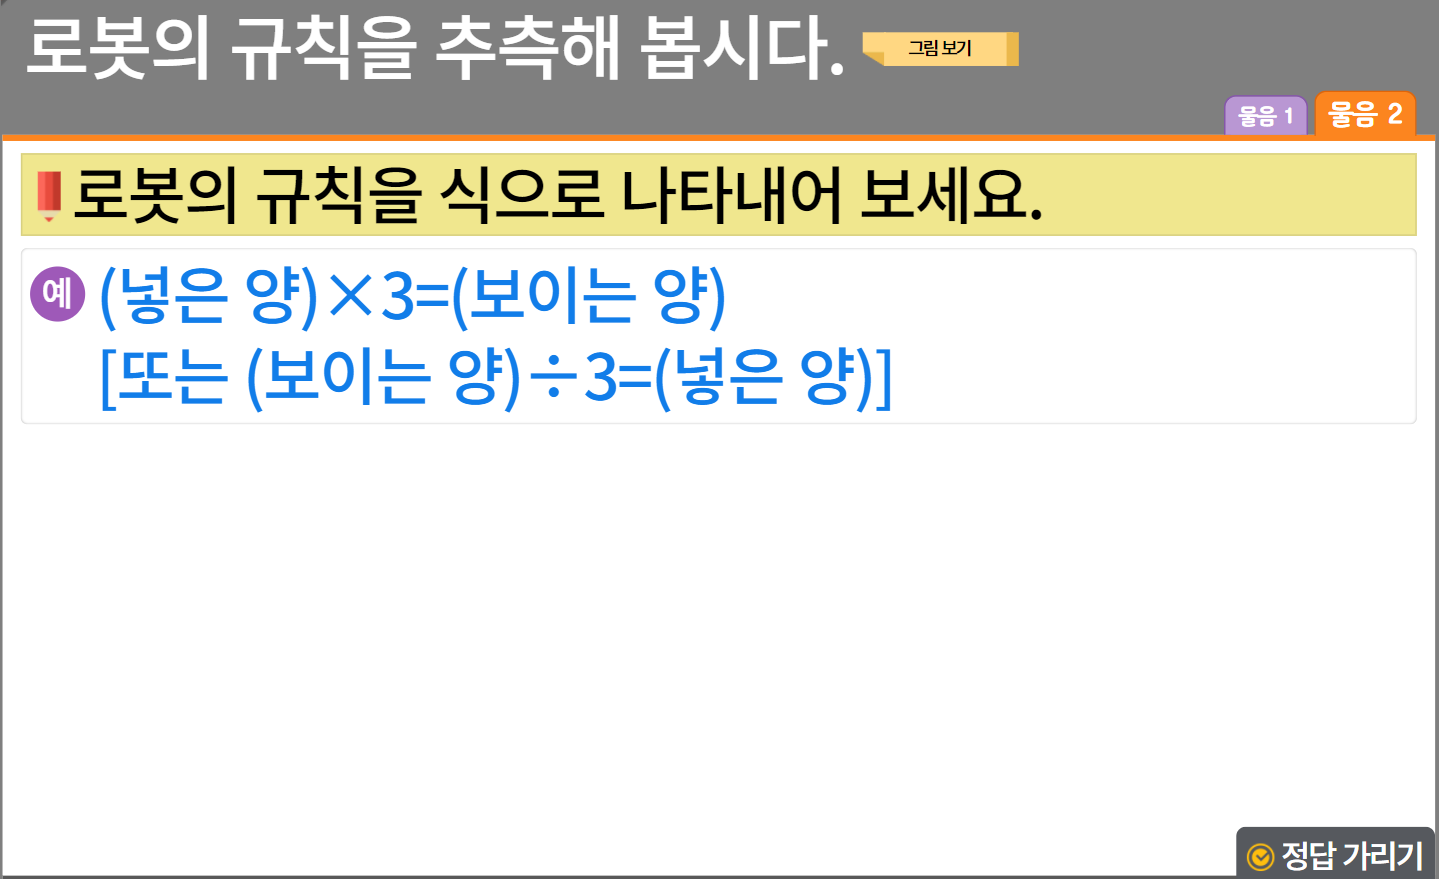 로봇의 규칙을 추측해 봅시다.
그림 보기
물음 1
물음 2
로봇의 규칙을 식으로 나타내어 보세요.
예 (넣은 양)×3=(보이는 양)
[또는 (보이는 양)÷3=(넣은 양)]
정답 가리기